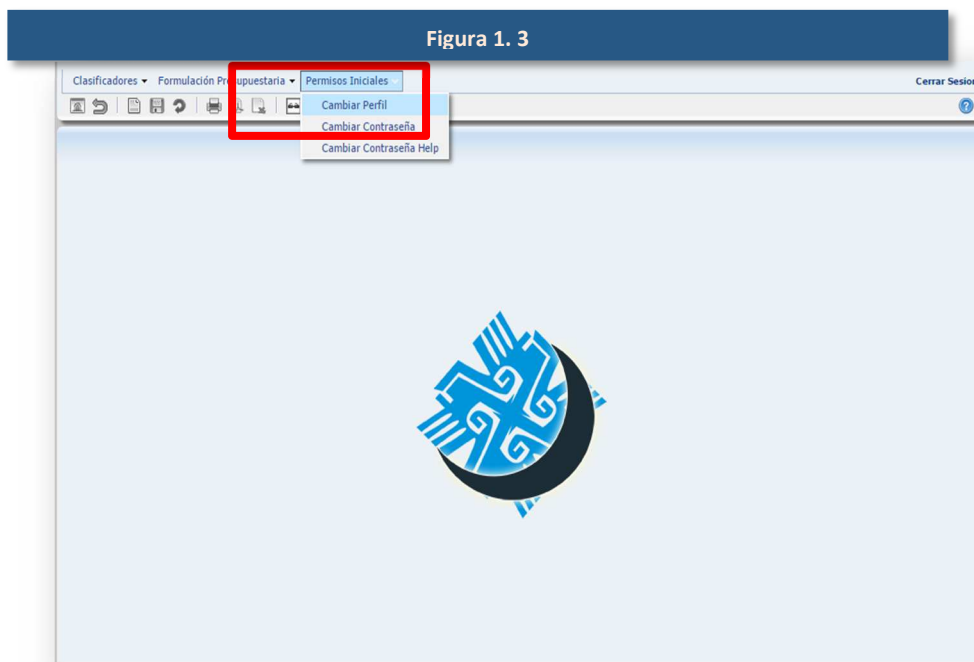 Figura 1. 3
Clasificadores Formulación Presupuestaria Permisos Iniciales Cerrar Sesion
Cambiar Perfil
Cambiar Contraseña
Cambiar Contraseña Help